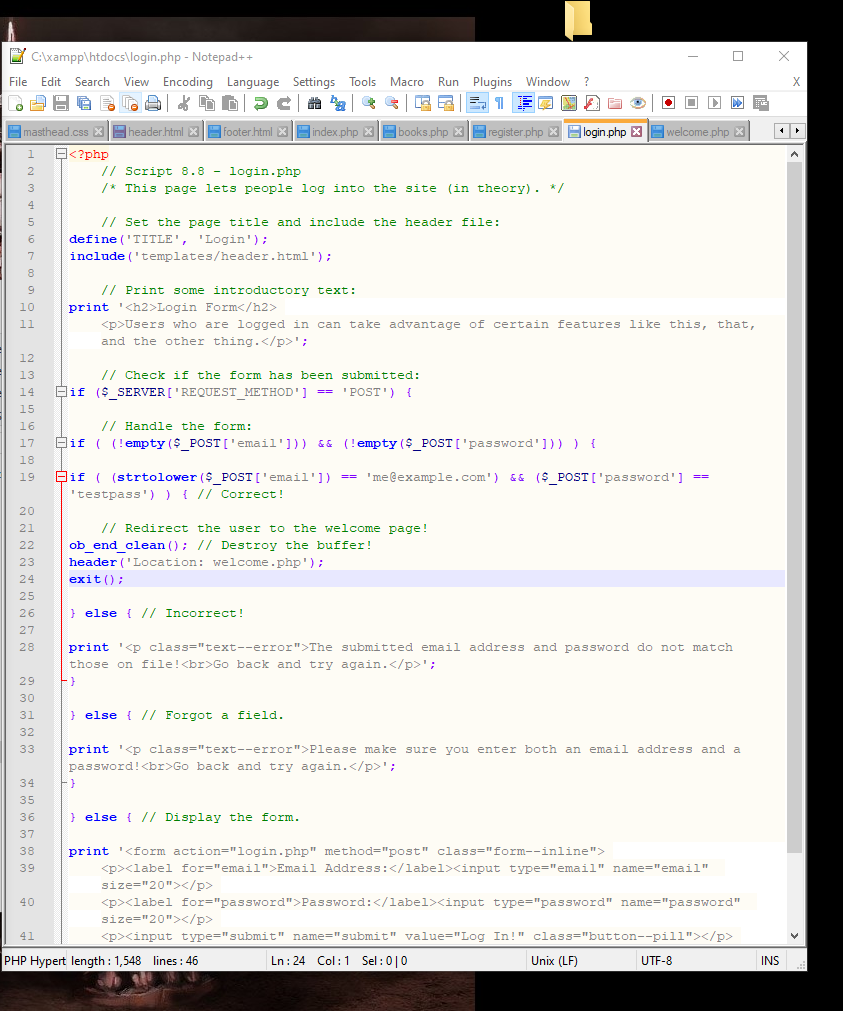 C:\xampp\htdocs\login.php - Notepad++
File Edit Search View Encoding Language Settings Tools Macro Run Plugins Window ? X
masthead.css header.html footer.html index.php books.php register.php login.php welcome.php
1 <?php
2 // Script 8.8 - login.php
3 /* This page lets people log into the site (in theory). */
4
5 // Set the page title and include the header file:
6 define('TITLE', 'Login');
7 include('templates/header.html');
8
9 // Print some introductory text:
10 print '<h2>Login Form</h2>
11 <p>Users who are logged in can take advantage of certain features like this, that,
and the other thing.</p>';
12
13 // Check if the form has been submitted:
14 if ($_SERVER['REQUEST_METHOD'] == 'POST') {
15
16 // Handle the form:
17 if ( (!empty($_POST['email'])) && (!empty($_POST['password'])) ) {
18
19 if ( (strtolower($_POST['email']) == 'me@example.com') && ($_POST['password'] ==
'testpass') ) { // Correct!
20
21 // Redirect the user to the welcome page!
22 ob_end_clean(); // Destroy the buffer!
23 header('Location: welcome.php');
24 exit();
25
26 } else { // Incorrect!
27
28 print '<p class="text--error">The submitted email address and password do not match
those on file!<br>Go back and try again.</p>';
29 }
30
31 } else { // Forgot a field.
32
33 print '<p class="text--error">Please make sure you enter both an email address and a
password!<br>Go back and try again.</p>';
34 }
35
36 } else { // Display the form.
37
38 print '<form action="login.php" method="post" class="form--inline">
39 <p><label for="email">Email Address:</label><input type="email" name="email"
size="20"></p>
40 <p><label for="password">Password:</label><input type="password" name="password"
size="20"></p>
41 <p><input type="submit" name="submit" value="Log In!" class="button--pill"></p>
PHP Hypert length : 1,548 lines : 46 Ln : 24 Col : 1 Sel : 0 | 0 Unix (LF) UTF-8 INS